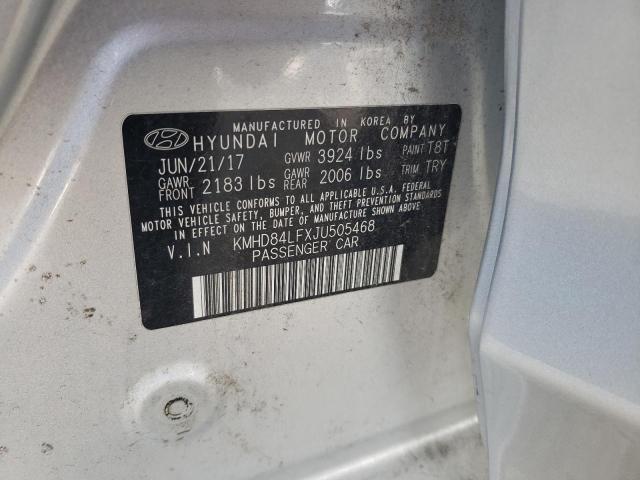 MANUFACTURED IN KOREA BY
HYUNDAI MOTOR COMPANY
JUN/21/17 GVWR 3924 lbs PAINT T8T
GAWR FRONT 2183 lbs GAWR REAR 2006 lbs TRIM TRY
THIS VEHICLE CONFORMS TO ALL APPLICABLE U.S.A. FEDERAL
MOTOR VEHICLE SAFETY, BUMPER, AND THEFT PREVENTION STANDARDS
IN EFFECT ON THE DATE OF MANUFACTURE SHOWN ABOVE.
V.I.N KMHD84LFXJU505468
PASSENGER CAR